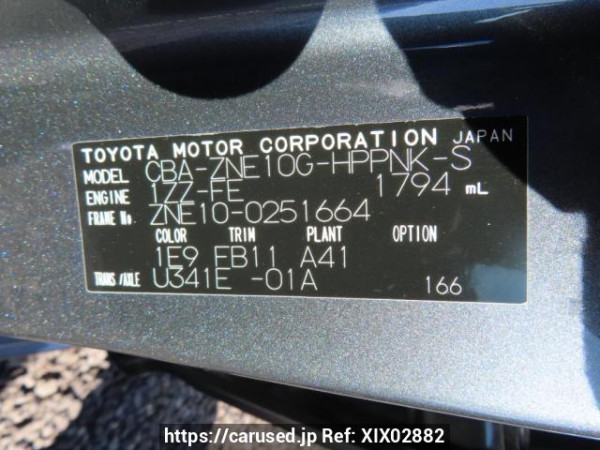 TOYOTA MOTOR CORPORATION JAPAN
MODEL CBA-ZNE10G-HPPNK-S
ENGINE 1ZZ-FE 1794 mL
FRAME No ZNE10-0251664
COLOR TRIM PLANT OPTION
1E9 FB11 A41
TRANS/AXLE U341E -01A 166
https://carused.jp Ref: XIX02882